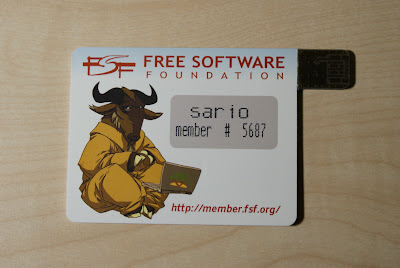 FSF FREE SOFTWARE
FOUNDATION
sario
member # 5687
http://member.fsf.org/